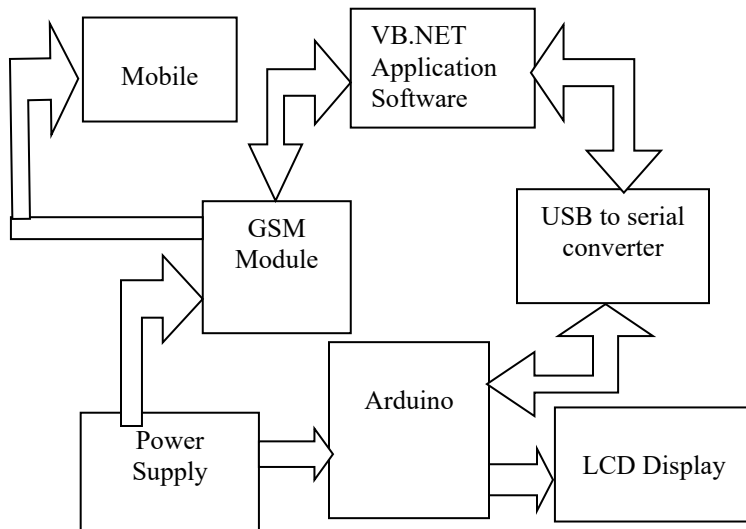 Mobile
VB.NET
Application
Software
GSM
Module
USB to serial
converter
Arduino
Power
Supply
LCD Display